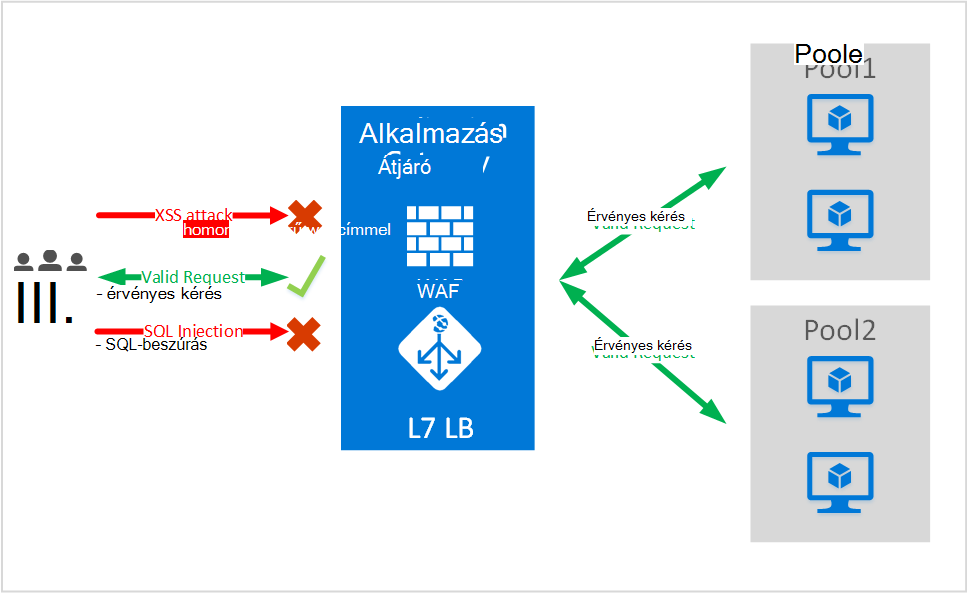 Alkalmazás
Átjáró
XSS attack
homor
címmel
Valid Request
- érvényes kérés
III.
SQL Injection
- SQL-beszúrás
WAF
L7 LB
Érvényes kérés
Valid Request
Érvényes kérés
Valid Request
Poole
Pool1
Pool2